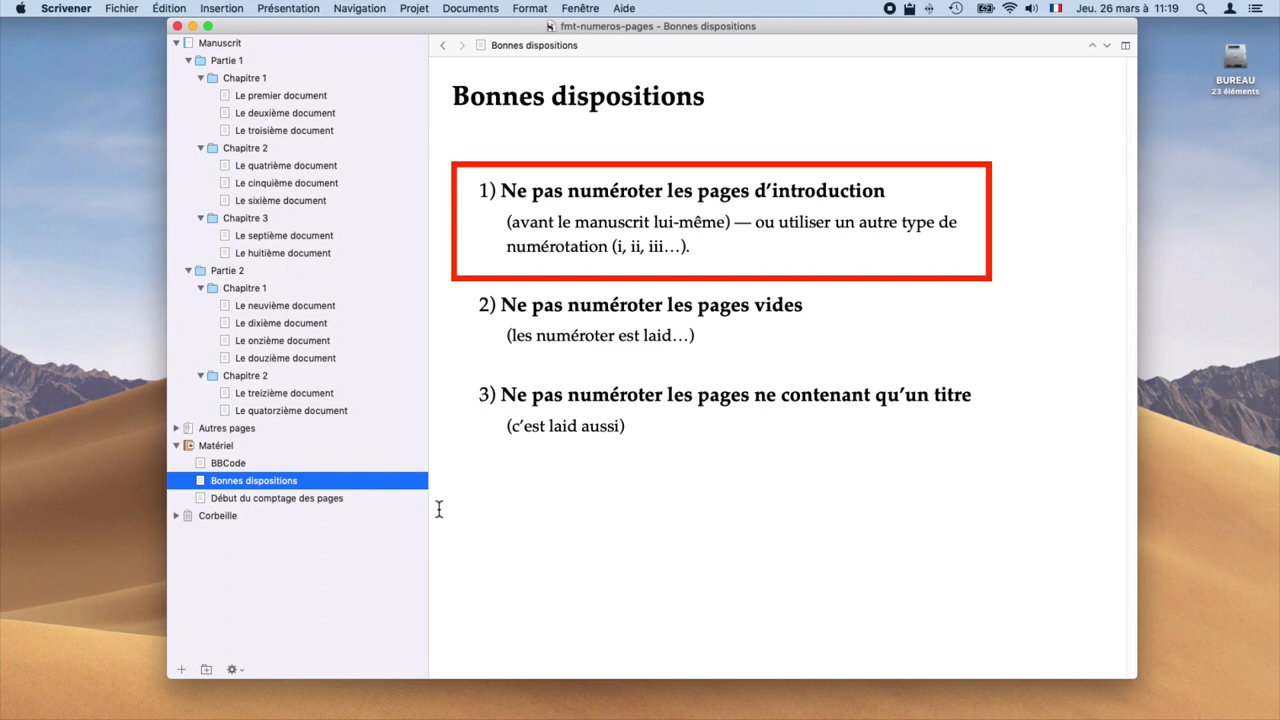 Scrivener Fichier Édition Insertion Présentation Navigation Projet Documents Format Fenêtre Aide Jeu. 26 mars à 11:19
fmt-numeros-pages - Bonnes dispositions
Manuscrit
Partie 1
Chapitre 1
Le premier document
Le deuxième document
Le troisième document
Chapitre 2
Le quatrième document
Le cinquième document
Le sixième document
Chapitre 3
Le septième document
Le huitième document
Partie 2
Chapitre 1
Le neuvième document
Le dixième document
Le onzième document
Le douzième document
Chapitre 2
Le treizième document
Le quatorzième document
Autres pages
Matériel
BBCode
Bonnes dispositions
Début du comptage des pages
Corbeille
Bonnes dispositions
Bonnes dispositions
1) Ne pas numéroter les pages d’introduction
(avant le manuscrit lui-même) — ou utiliser un autre type de
numérotation (i, ii, iii…).
2) Ne pas numéroter les pages vides
(les numéroter est laid…)
3) Ne pas numéroter les pages ne contenant qu’un titre
(c’est laid aussi)
BUREAU
23 éléments